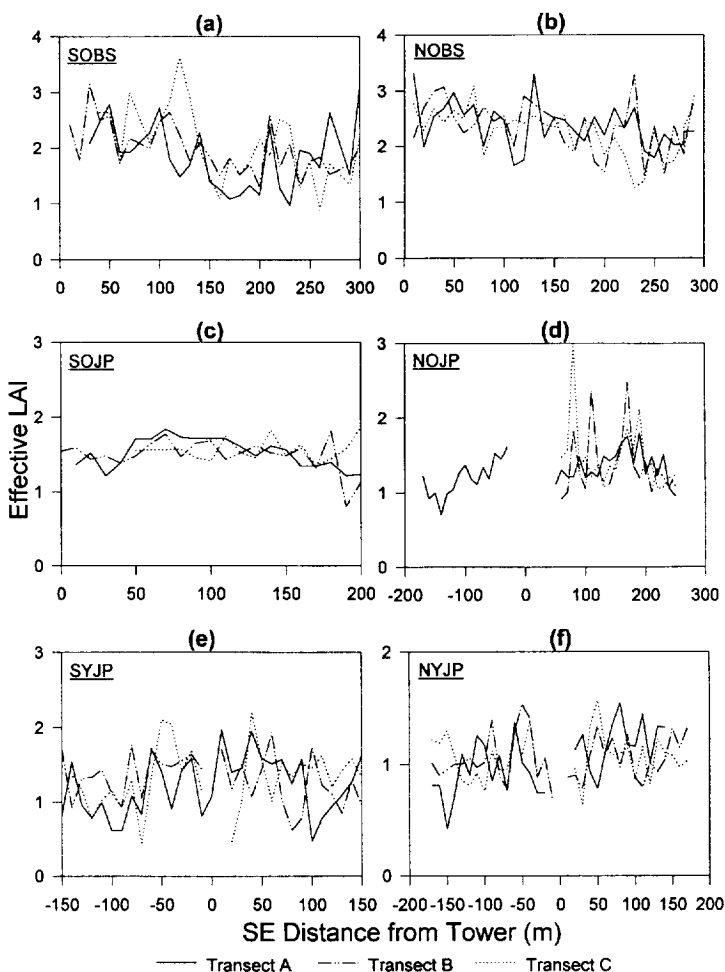 (a)
(b)
SOBS
NOBS
4
3
2
1
0
0 50 100 150 200 250 300
4
3
2
1
0
0 50 100 150 200 250 300
(c)
(d)
SOJP
NOJP
3
2
1
0
0 50 100 150 200
3
2
1
0
-200 -100 0 100 200 300
Effective LAI
(e)
(f)
SYJP
NYJP
3
2
1
0
-150 -100 -50 0 50 100 150
2
1
0
-200 -150 -100 -50 0 50 100 150 200
SE Distance from Tower (m)
Transect A Transect B Transect C